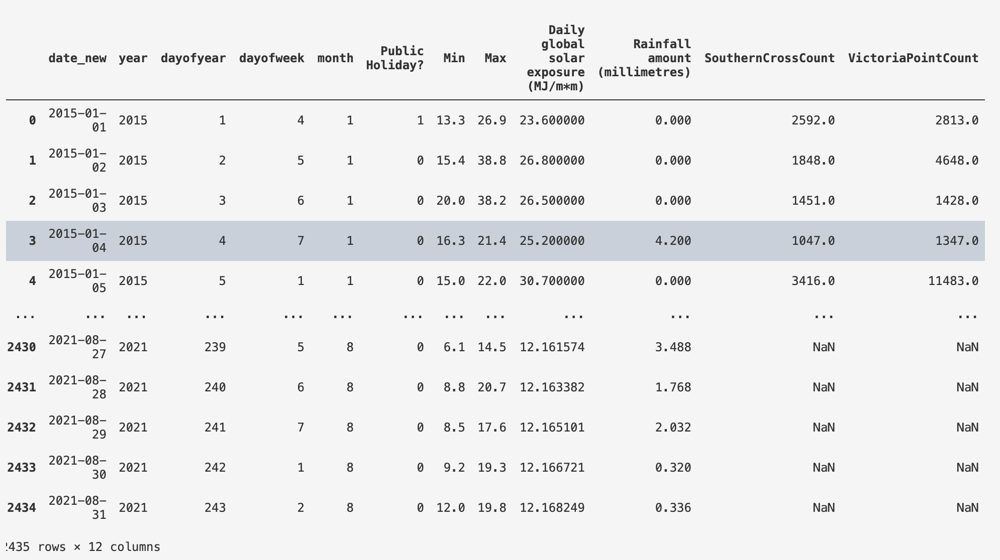 date_new year dayofyear dayofweek month Public Holiday? Min Max Daily global solar exposure (MJ/m*m) Rainfall amount (millimetres) SouthernCrossCount VictoriaPointCount
0 2015-01-01 2015 1 4 1 1 13.3 26.9 23.600000 0.000 2592.0 2813.0
1 2015-01-02 2015 2 5 1 0 15.4 38.8 26.800000 0.000 1848.0 4648.0
2 2015-01-03 2015 3 6 1 0 20.0 38.2 26.500000 0.000 1451.0 1428.0
3 2015-01-04 2015 4 7 1 0 16.3 21.4 25.200000 4.200 1047.0 1347.0
4 2015-01-05 2015 5 1 1 0 15.0 22.0 30.700000 0.000 3416.0 11483.0
... ... ... ... ... ... ... ... ... ... ... ... ...
2430 2021-08-27 2021 239 5 8 0 6.1 14.5 12.161574 3.488 NaN NaN
2431 2021-08-28 2021 240 6 8 0 8.8 20.7 12.163382 1.768 NaN NaN
2432 2021-08-29 2021 241 7 8 0 8.5 17.6 12.165101 2.032 NaN NaN
2433 2021-08-30 2021 242 1 8 0 9.2 19.3 12.166721 0.320 NaN NaN
2434 2021-08-31 2021 243 2 8 0 12.0 19.8 12.168249 0.336 NaN NaN
2435 rows × 12 columns